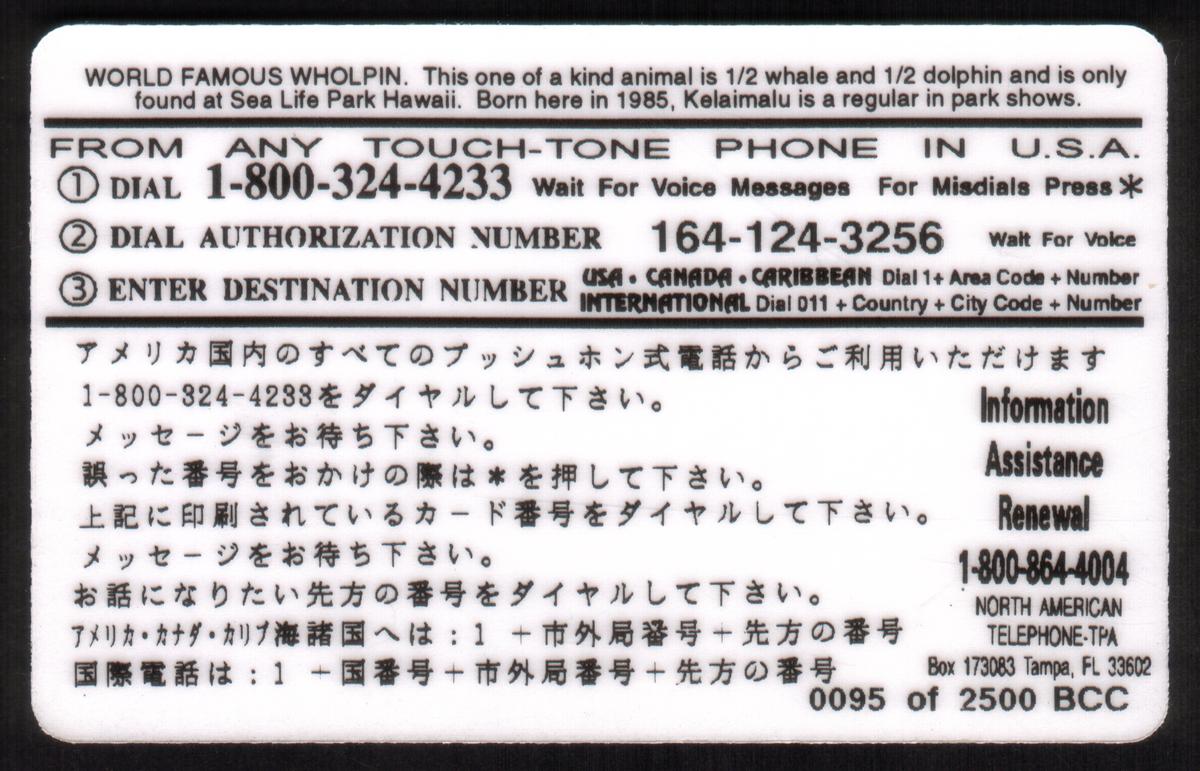 WORLD FAMOUS WHOLPIN. This one of a kind animal is 1/2 whale and 1/2 dolphin and is only
found at Sea Life Park Hawaii. Born here in 1985, Kelaimalu is a regular in park shows.
FROM ANY TOUCH-TONE PHONE IN U.S.A.
① DIAL 1-800-324-4233 Wait For Voice Messages For Misdials Press *
② DIAL AUTHORIZATION NUMBER 164-124-3256 Wait For Voice
③ ENTER DESTINATION NUMBER USA • CANADA • CARIBBEAN Dial 1+ Area Code + Number
INTERNATIONAL Dial 011 + Country + City Code + Number
アメリカ国内のすべてのプッシュホン式電話からご利用いただけます
1-800-324-4233をダイヤルして下さい。
メッセージをお待ち下さい。
誤った番号をおかけの際は*を押して下さい。
上記に印刷されているカード番号をダイヤルして下さい。
メッセージをお待ち下さい。
お話になりたい先方の番号をダイヤルして下さい。
アメリカ・カナダ・カリブ海諸国へは:1 +市外局番号+先方の番号
国際電話は:1 +国番号+市外局番号+先方の番号
Information
Assistance
Renewal
1-800-864-4004
NORTH AMERICAN
TELEPHONE-TPA
Box 173083 Tampa, FL 33602
0095 of 2500 BCC